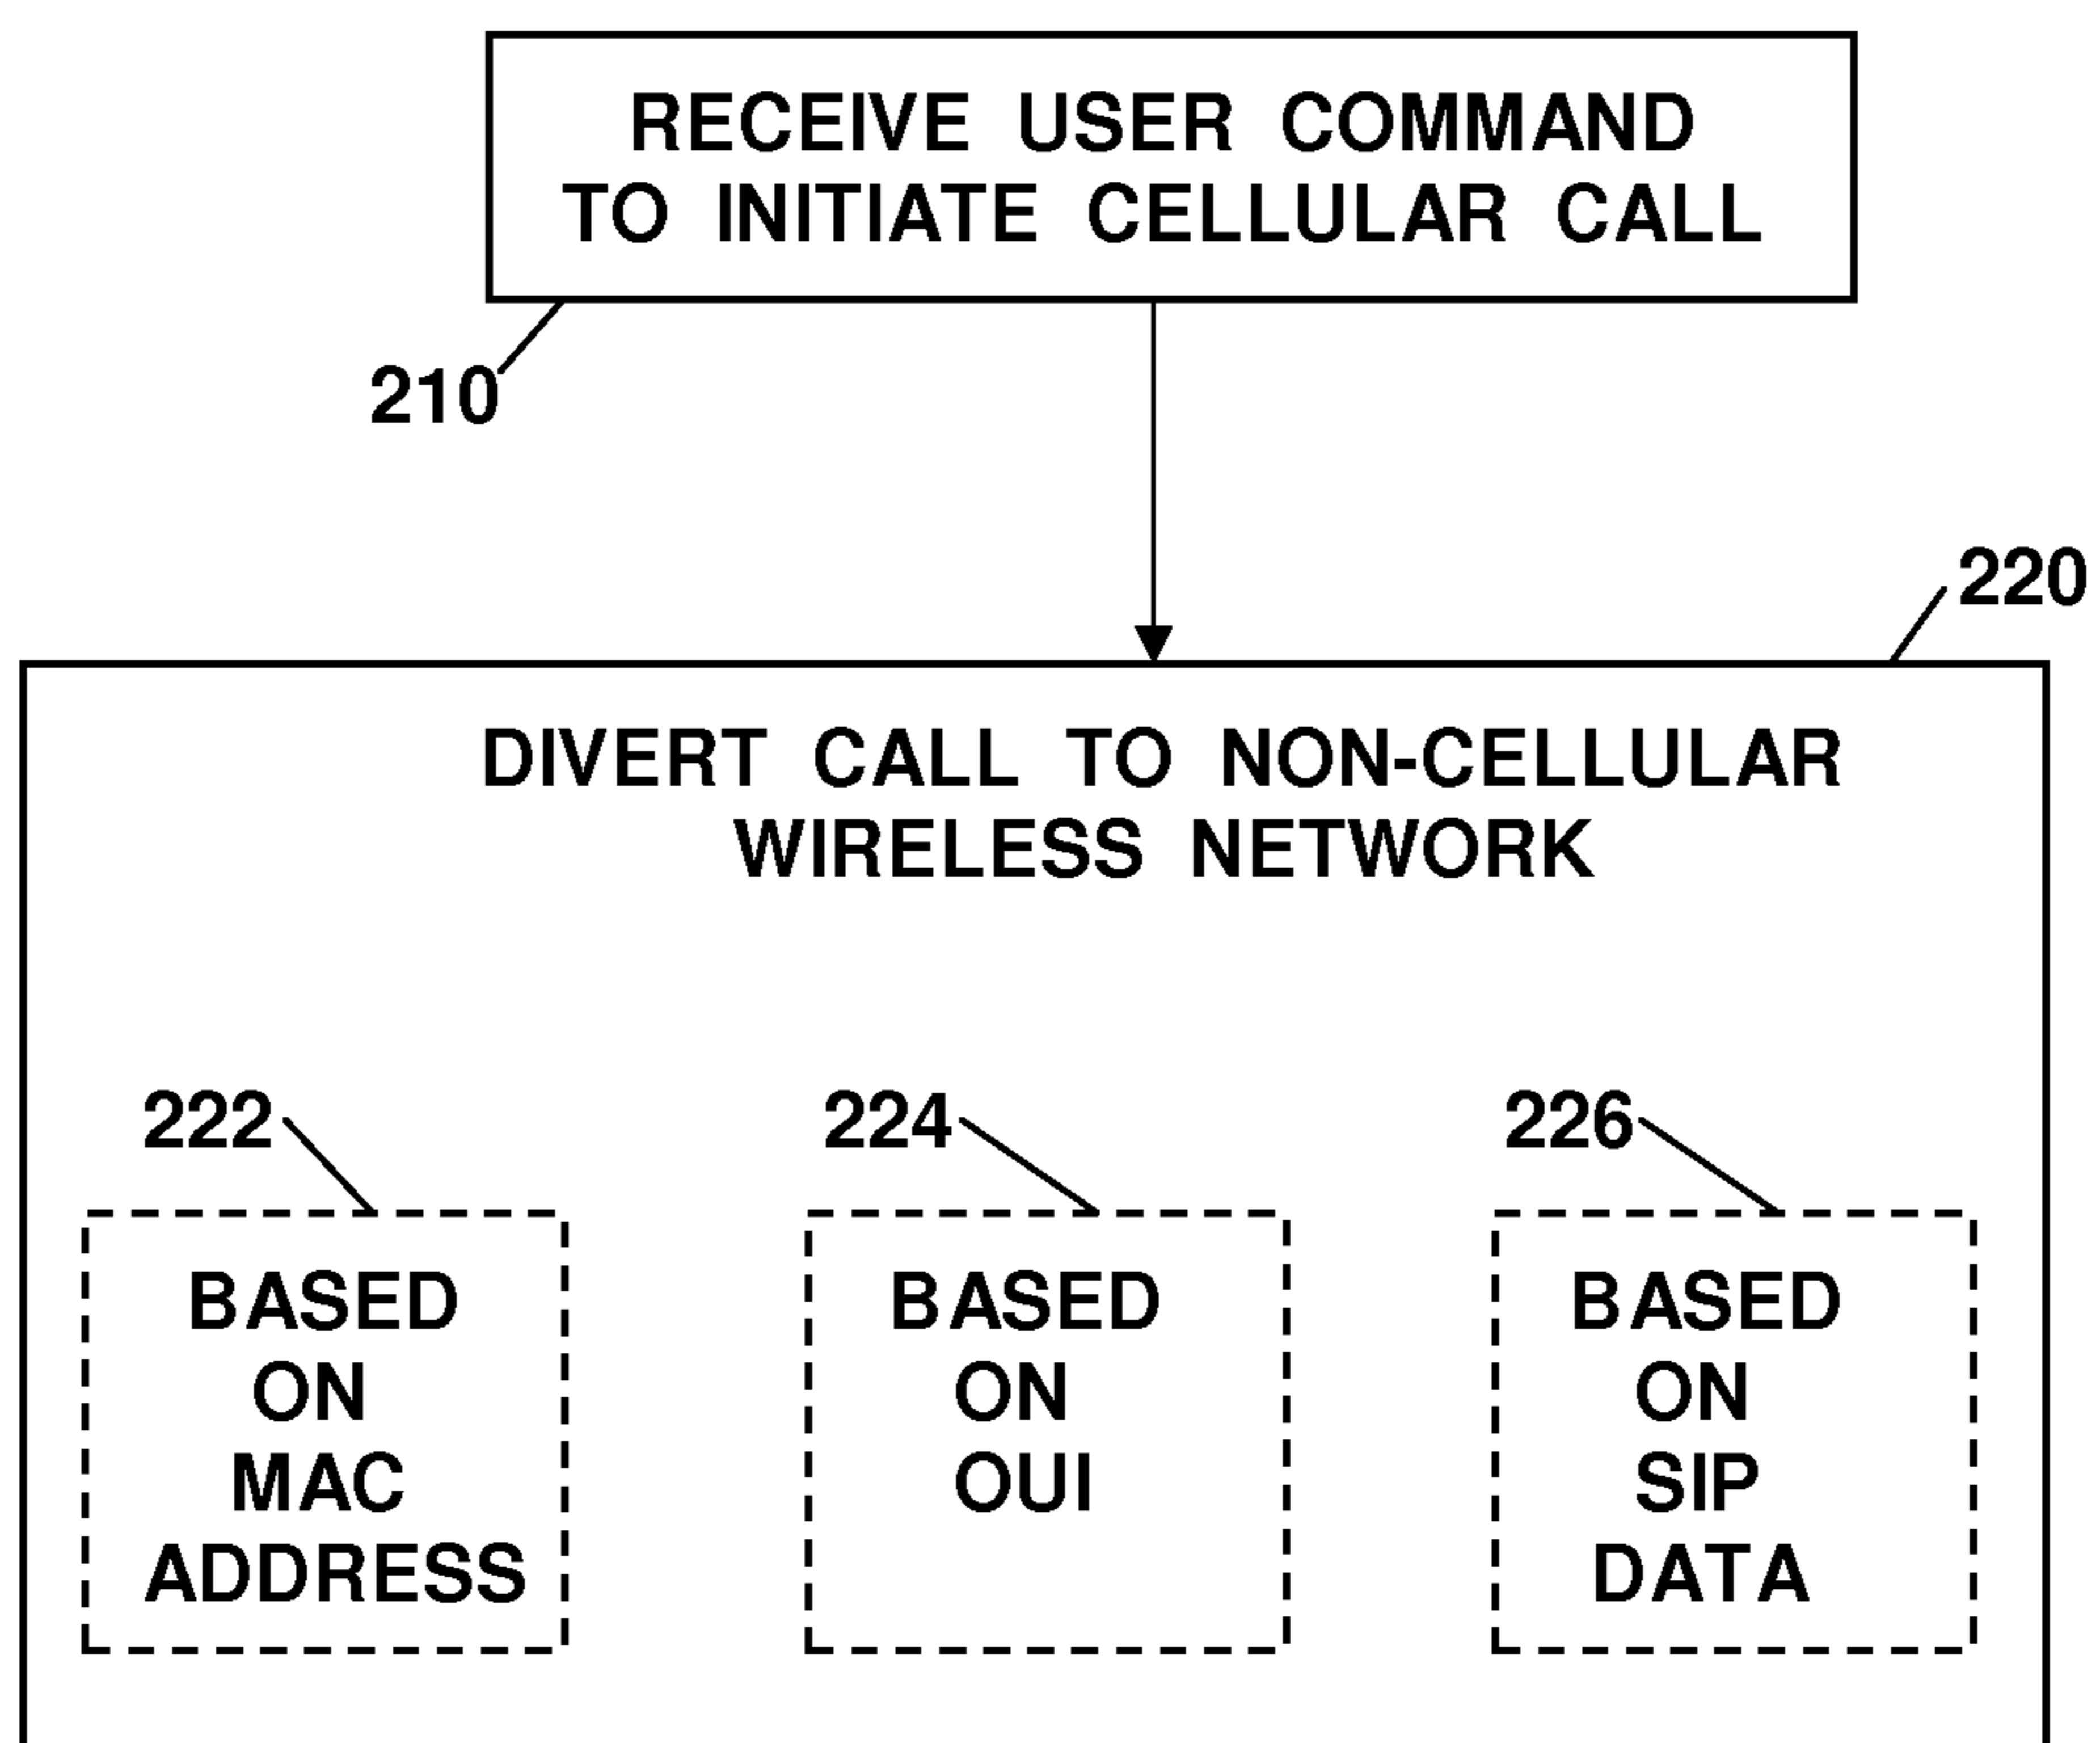 RECEIVE USER COMMAND
TO INITIATE CELLULAR CALL
210
220
DIVERT CALL TO NON-CELLULAR
WIRELESS NETWORK
222
BASED
ON
MAC
ADDRESS
224
BASED
ON
OUI
226
BASED
ON
SIP
DATA